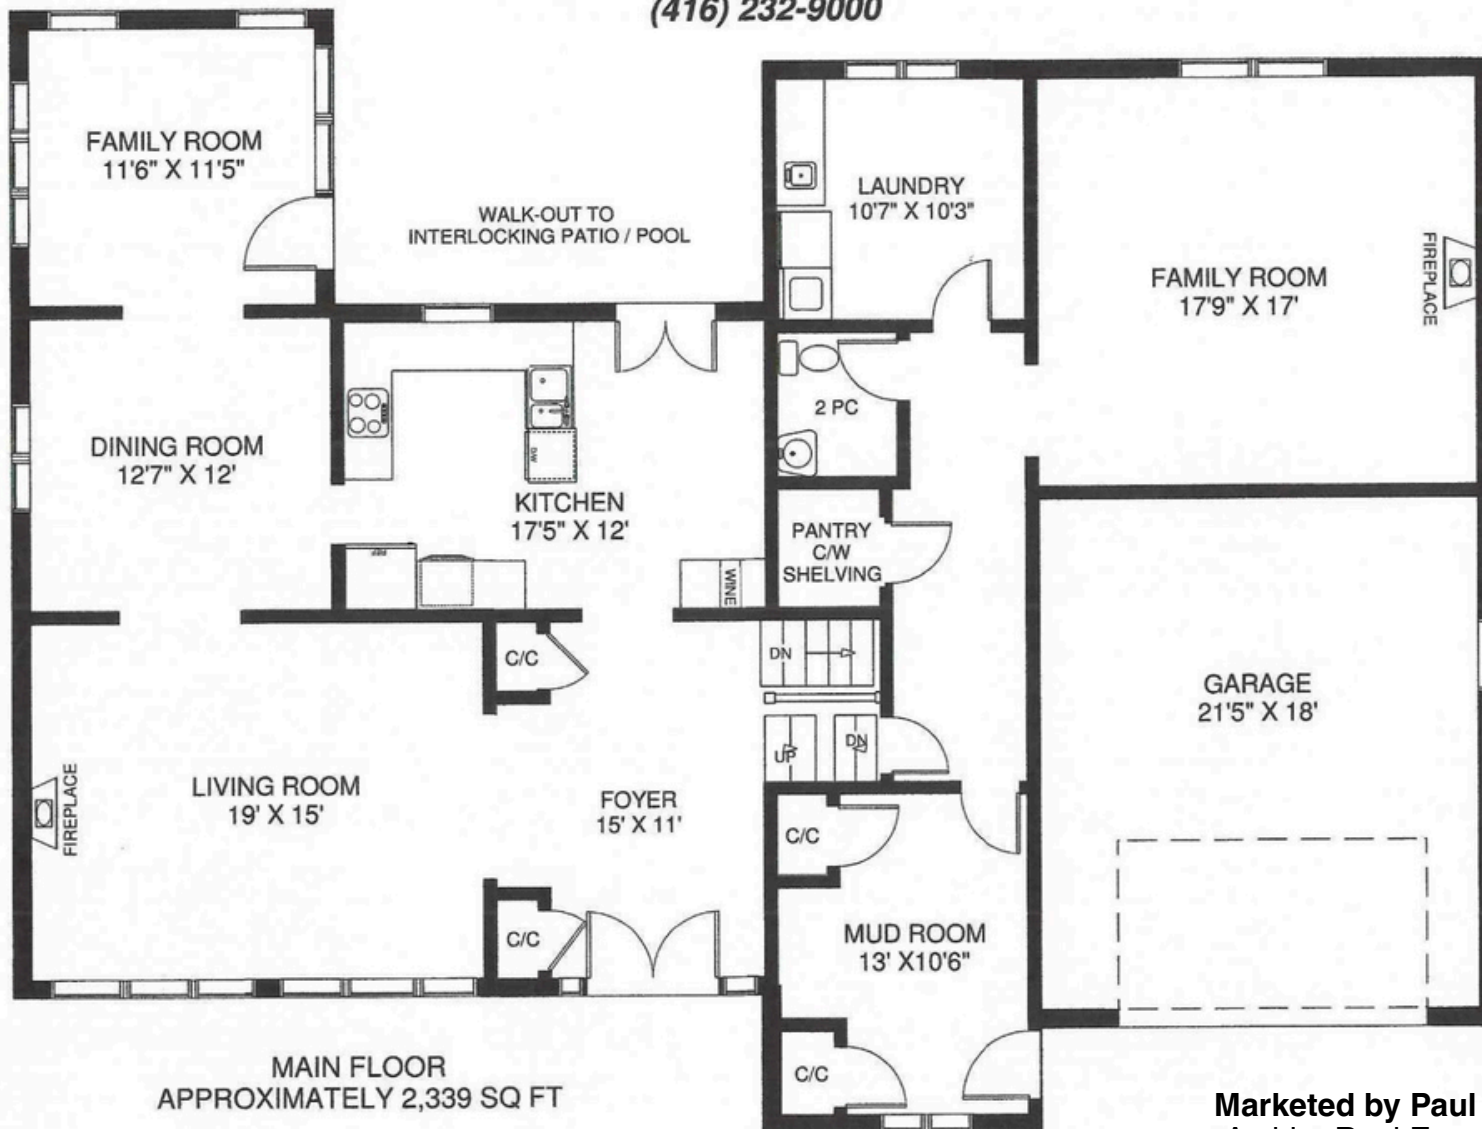 (416) 232-9000
FAMILY ROOM
11'6" X 11'5"
WALK-OUT TO
INTERLOCKING PATIO / POOL
LAUNDRY
10'7" X 10'3"
FAMILY ROOM
17'9" X 17'
FIREPLACE
DINING ROOM
12'7" X 12'
D/W
KITCHEN
17'5" X 12'
REF
WINE
2 PC
PANTRY
C/W
SHELVING
C/C
DN
UP
DN
GARAGE
21'5" X 18'
LIVING ROOM
19' X 15'
FIREPLACE
FOYER
15' X 11'
C/C
C/C
MUD ROOM
13' X10'6"
C/C
MAIN FLOOR
APPROXIMATELY 2,339 SQ FT
Marketed by Paul